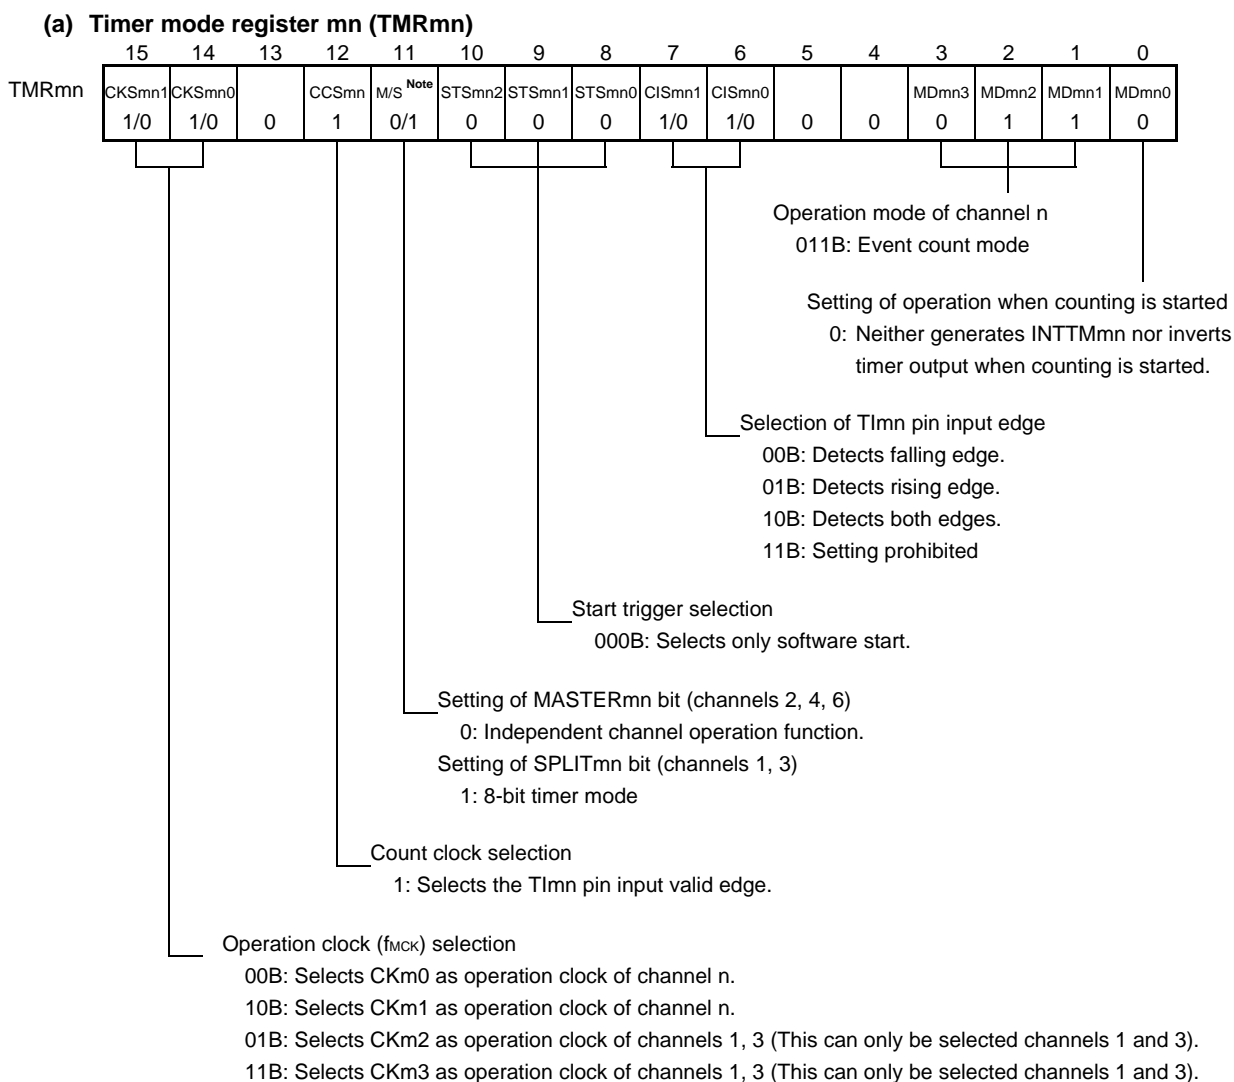 (a) Timer mode register mn (TMRmn)
15 14 13 12 11 10 9 8 7 6 5 4 3 2 1 0
TMRmn CKSmn1 CKSmn0 CCSmn M/S Note STSmn2 STSmn1 STSmn0 CISmn1 CISmn0 MDmn3 MDmn2 MDmn1 MDmn0
1/0 1/0 0 1 0/1 0 0 0 1/0 1/0 0 0 0 1 1 0
Operation mode of channel n
011B: Event count mode
Setting of operation when counting is started
0: Neither generates INTTMmn nor inverts
timer output when counting is started.
Selection of TImn pin input edge
00B: Detects falling edge.
01B: Detects rising edge.
10B: Detects both edges.
11B: Setting prohibited
Start trigger selection
000B: Selects only software start.
Setting of MASTERmn bit (channels 2, 4, 6)
0: Independent channel operation function.
Setting of SPLITmn bit (channels 1, 3)
1: 8-bit timer mode
Count clock selection
1: Selects the TImn pin input valid edge.
Operation clock (fMCK) selection
00B: Selects CKm0 as operation clock of channel n.
10B: Selects CKm1 as operation clock of channel n.
01B: Selects CKm2 as operation clock of channels 1, 3 (This can only be selected channels 1 and 3).
11B: Selects CKm3 as operation clock of channels 1, 3 (This can only be selected channels 1 and 3).